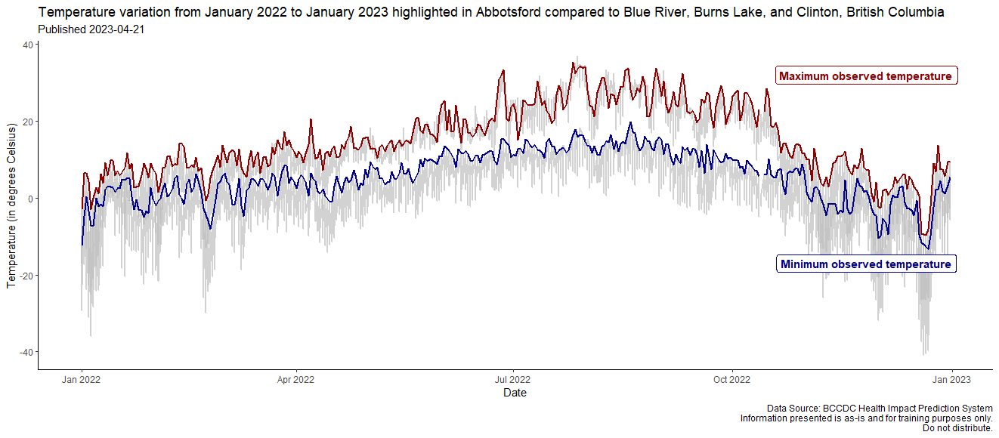 Temperature variation from January 2022 to January 2023 highlighted in Abbotsford compared to Blue River, Burns Lake, and Clinton, British Columbia
Published 2023-04-21
40
20
0
-20
-40
Temperature (in degrees Celsius)
Maximum observed temperature
Minimum observed temperature
Jan 2022
Apr 2022
Jul 2022
Oct 2022
Jan 2023
Date
Data Source: BCCDC Health Impact Prediction System
Information presented is as-is and for training purposes only.
Do not distribute.